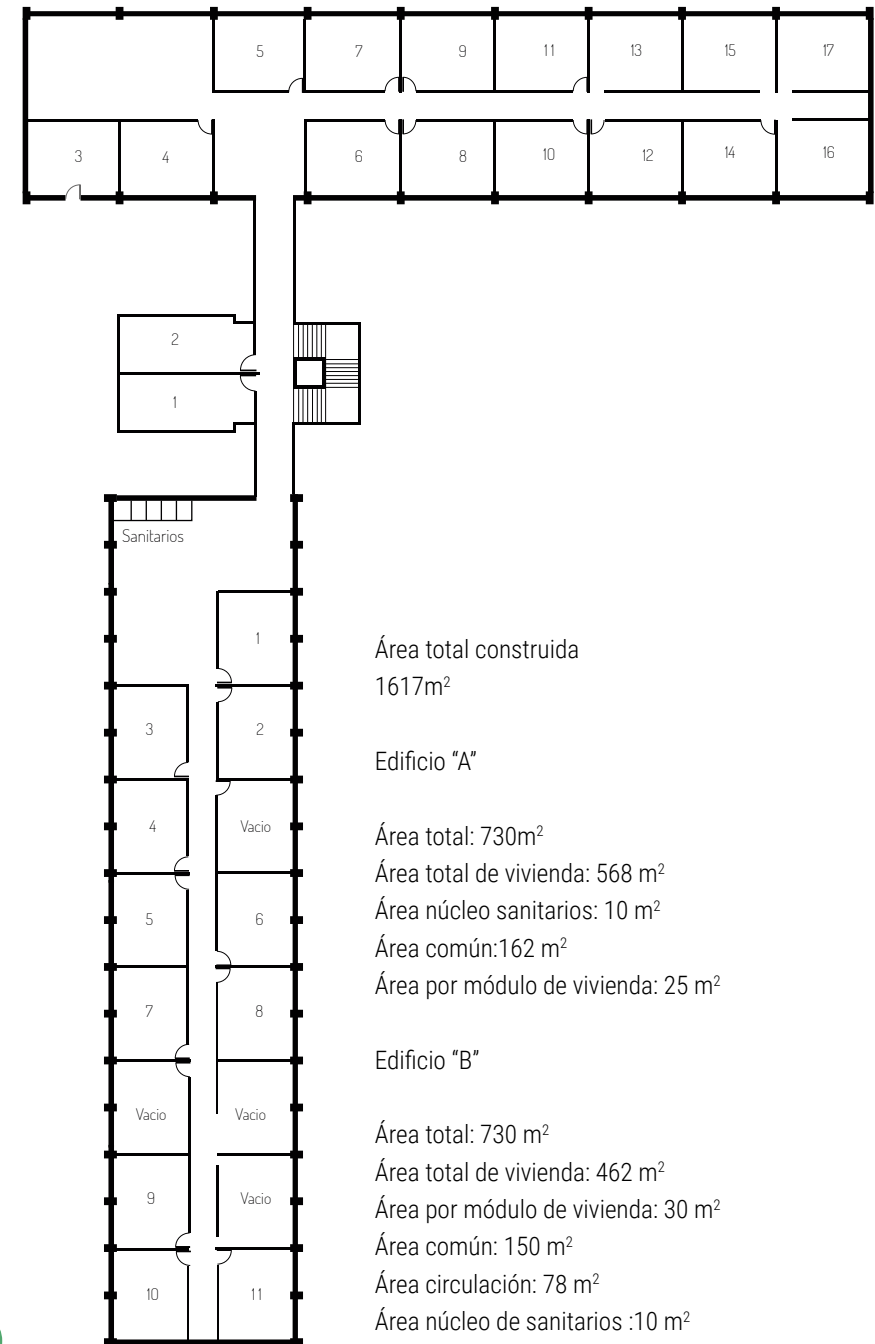 5
7
9
11
13
15
17
3
4
6
8
10
12
14
16
2
1
Sanitarios
1
3
2
4
Vacio
5
6
7
8
Vacio
Vacio
9
Vacio
10
11
Área total construida
1617m²
Edificio “A”
Área total: 730m²
Área total de vivienda: 568 m²
Área núcleo sanitarios: 10 m²
Área común:162 m²
Área por módulo de vivienda: 25 m²
Edificio “B”
Área total: 730 m²
Área total de vivienda: 462 m²
Área por módulo de vivienda: 30 m²
Área común: 150 m²
Área circulación: 78 m²
Área núcleo de sanitarios :10 m²